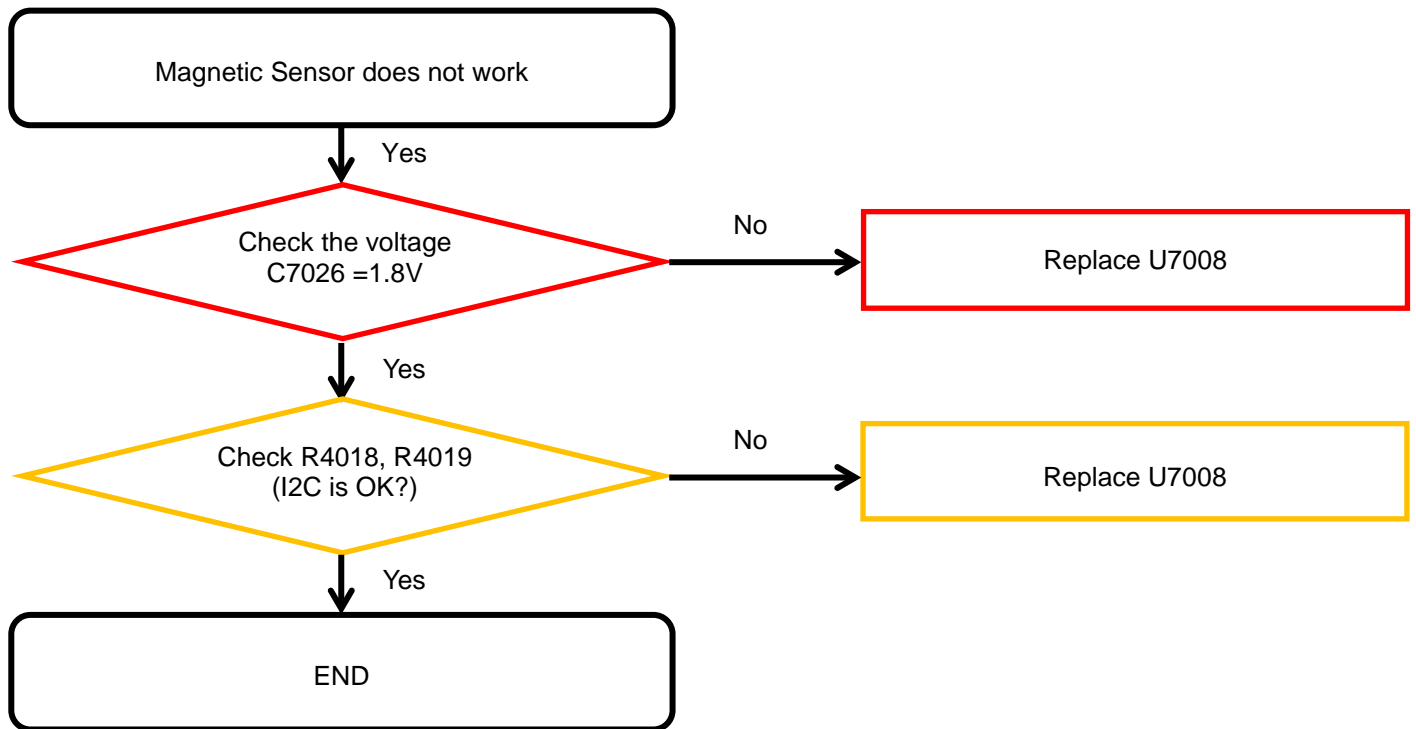 Magnetic Sensor does not work
Yes
Check the voltage
C7026 =1.8V
No
Replace U7008
Yes
Check R4018, R4019
(I2C is OK?)
No
Replace U7008
Yes
END